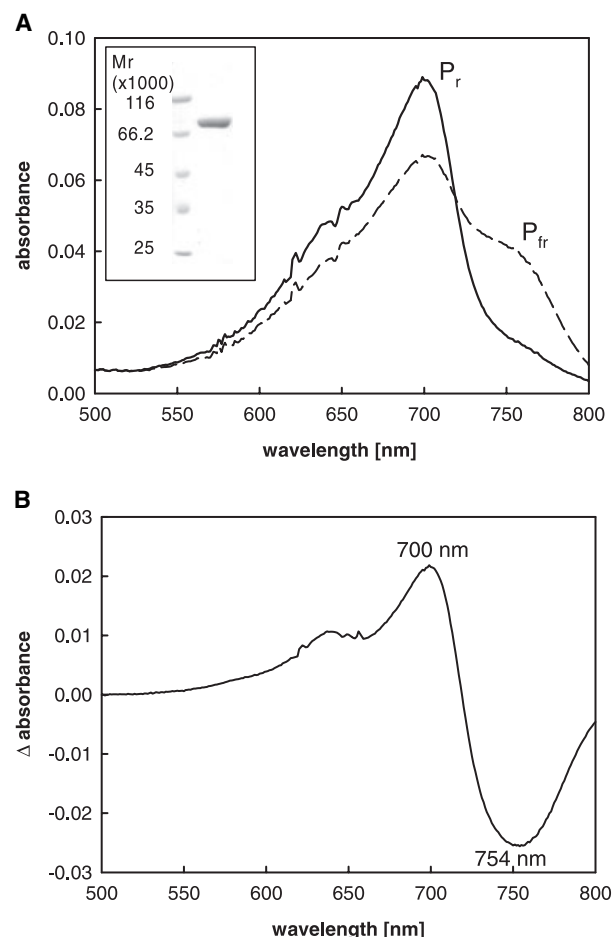 A
absorbance
0.10
0.08
0.06
0.04
0.02
0.00
Mr
(x1000)
116
66.2
45
35
25
Pr
Pfr
500 550 600 650 700 750 800
wavelength [nm]
B
Δ absorbance
0.03
0.02
0.01
0.00
-0.01
-0.02
-0.03
700 nm
754 nm
500 550 600 650 700 750 800
wavelength [nm]